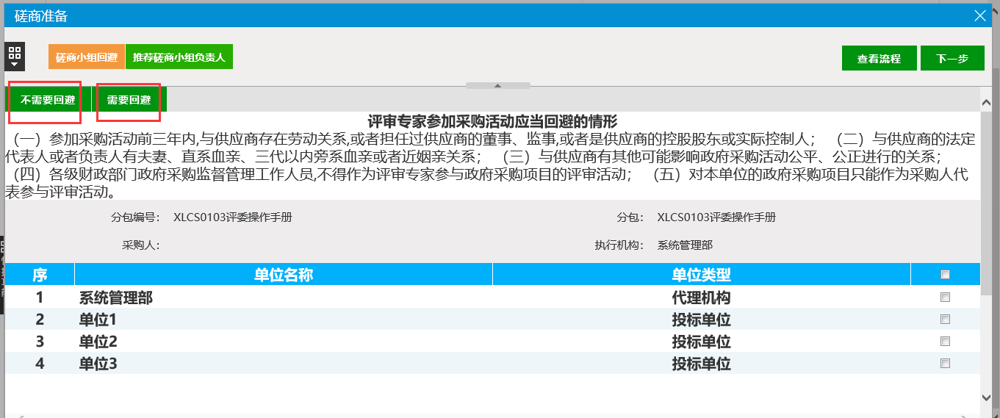 磋商准备
磋商小组回避 推荐磋商小组负责人 查看流程 下一步
不需要回避 需要回避
评审专家参加采购活动应当回避的情形
（一）参加采购活动前三年内,与供应商存在劳动关系,或者担任过供应商的董事、监事,或者是供应商的控股股东或实际控制人； （二）与供应商的法定
代表人或者负责人有夫妻、直系血亲、三代以内旁系血亲或者近姻亲关系； （三）与供应商有其他可能影响政府采购活动公平、公正进行的关系；
（四）各级财政部门政府采购监督管理工作人员,不得作为评审专家参与政府采购项目的评审活动； （五）对本单位的政府采购项目只能作为采购人代
表参与评审活动。
分包编号： XLCS0103评委操作手册 分包： XLCS0103评委操作手册
采购人： 执行机构： 系统管理部
序 单位名称 单位类型
1 系统管理部 代理机构
2 单位1 投标单位
3 单位2 投标单位
4 单位3 投标单位